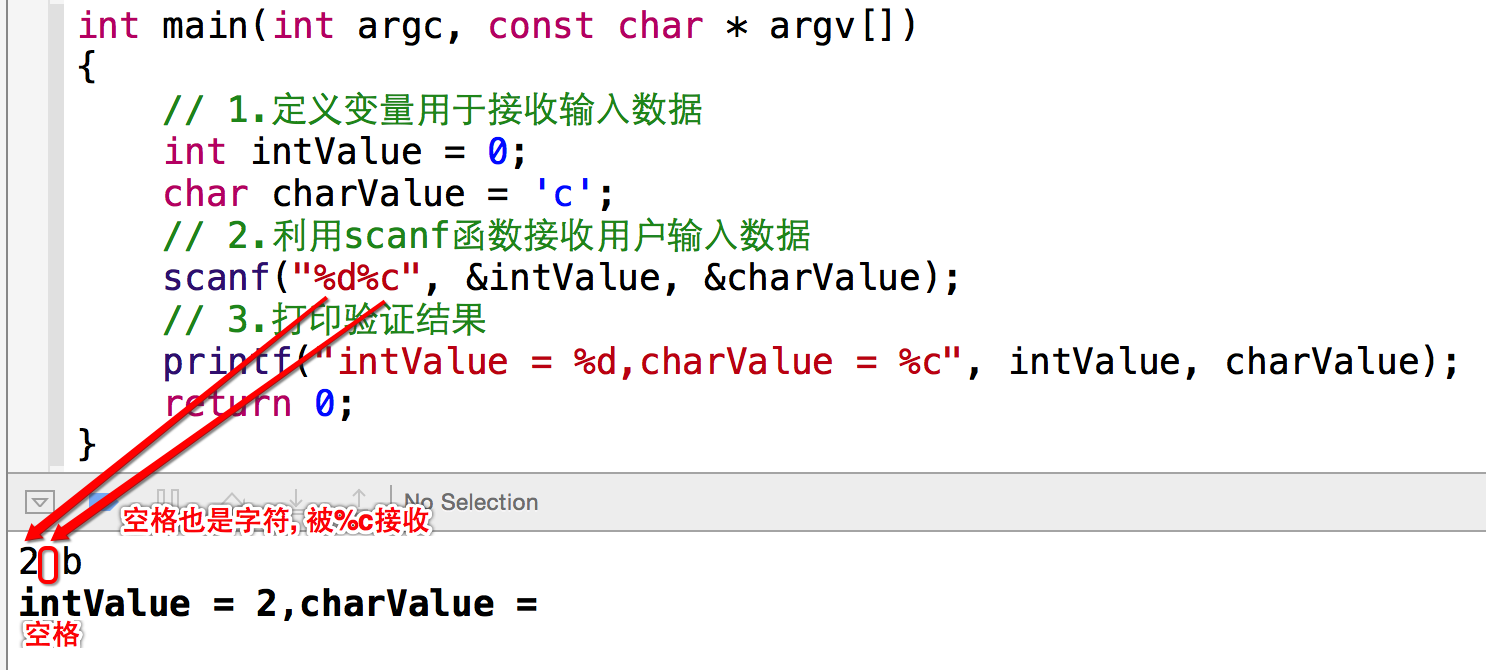 int main(int argc, const char * argv[])
{
// 1.定义变量用于接收输入数据
int intValue = 0;
char charValue = 'c';
// 2.利用scanf函数接收用户输入数据
scanf("%d%c", &intValue, &charValue);
// 3.打印验证结果
printf("intValue = %d,charValue = %c", intValue, charValue);
return 0;
}
No Selection
空格也是字符,被%c接收
2 b
intValue = 2,charValue =
空格